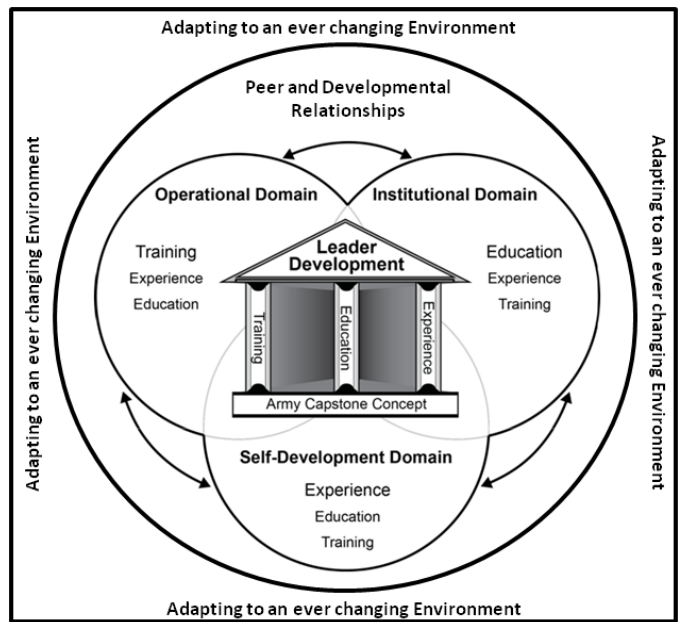 Adapting to an ever changing Environment
Peer and Developmental
Relationships
Adapting to an ever changing Environment
Adapting to an ever changing Environment
Operational Domain
Institutional Domain
Training
Experience
Education
Leader
Development
Education
Experience
Training
Training
Education
Experience
Army Capstone Concept
Self-Development Domain
Experience
Education
Training
Adapting to an ever changing Environment